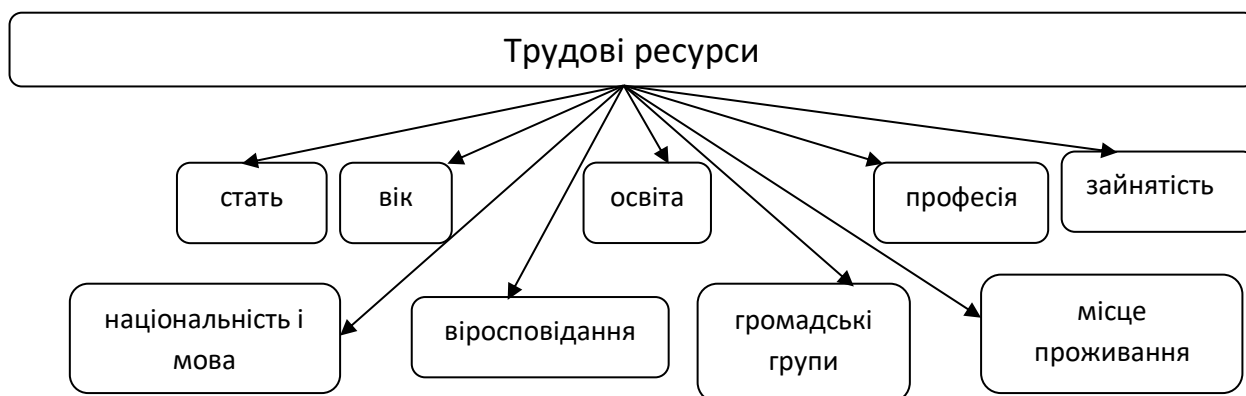 Трудові ресурси
стать
вік
освіта
професія
зайнятість
національність і
мова
віросповідання
громадські
групи
місце
проживання